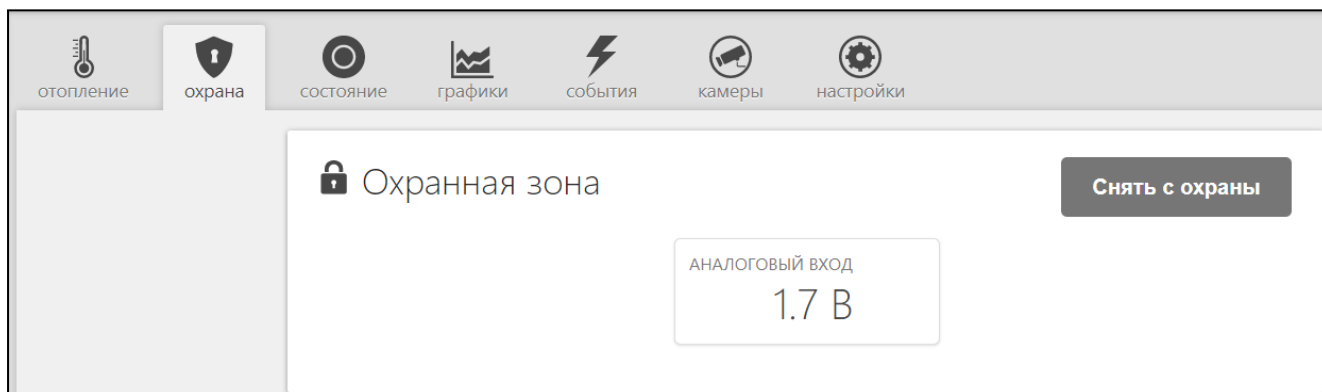 отопление охрана состояние графики события камеры настройки
Охранная зона Снять с охраны
АНАЛОГОВЫЙ ВХОД
1.7 В